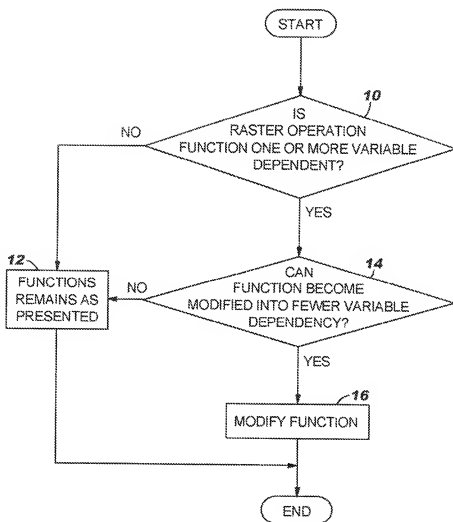 START
10
IS
RASTER OPERATION
FUNCTION ONE OR MORE VARIABLE
DEPENDENT?
NO
YES
12
FUNCTIONS
REMAINS AS
PRESENTED
NO
14
CAN
FUNCTION BECOME
MODIFIED INTO FEWER VARIABLE
DEPENDENCY?
YES
16
MODIFY FUNCTION
END